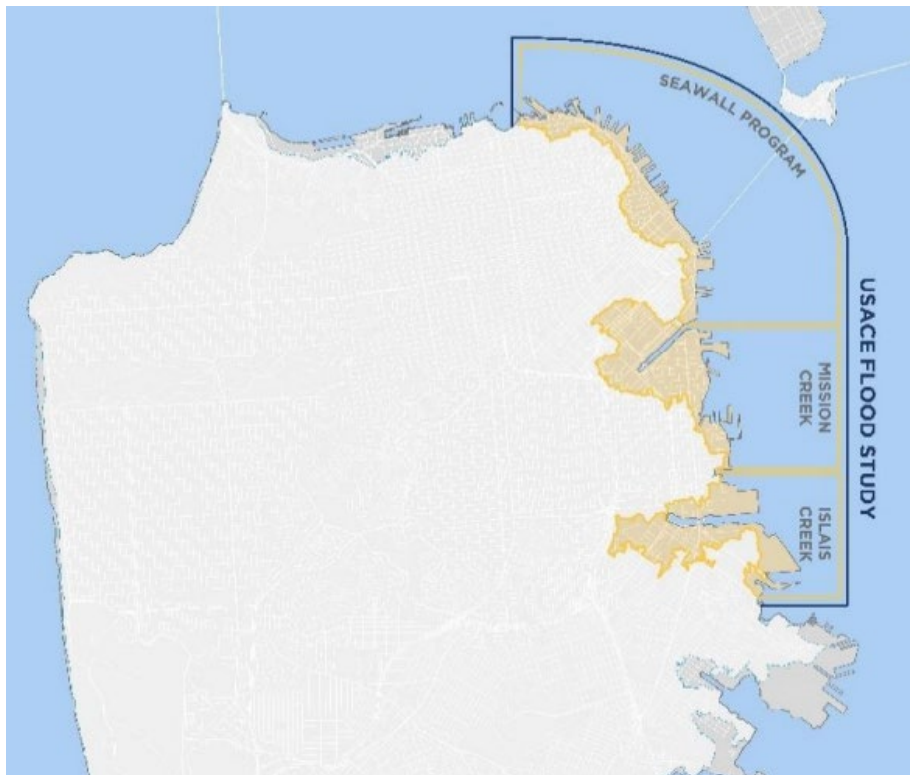 SEAWALL PROGRAM
USACE FLOOD STUDY
MISSION
CREEK
ISLAIS
CREEK